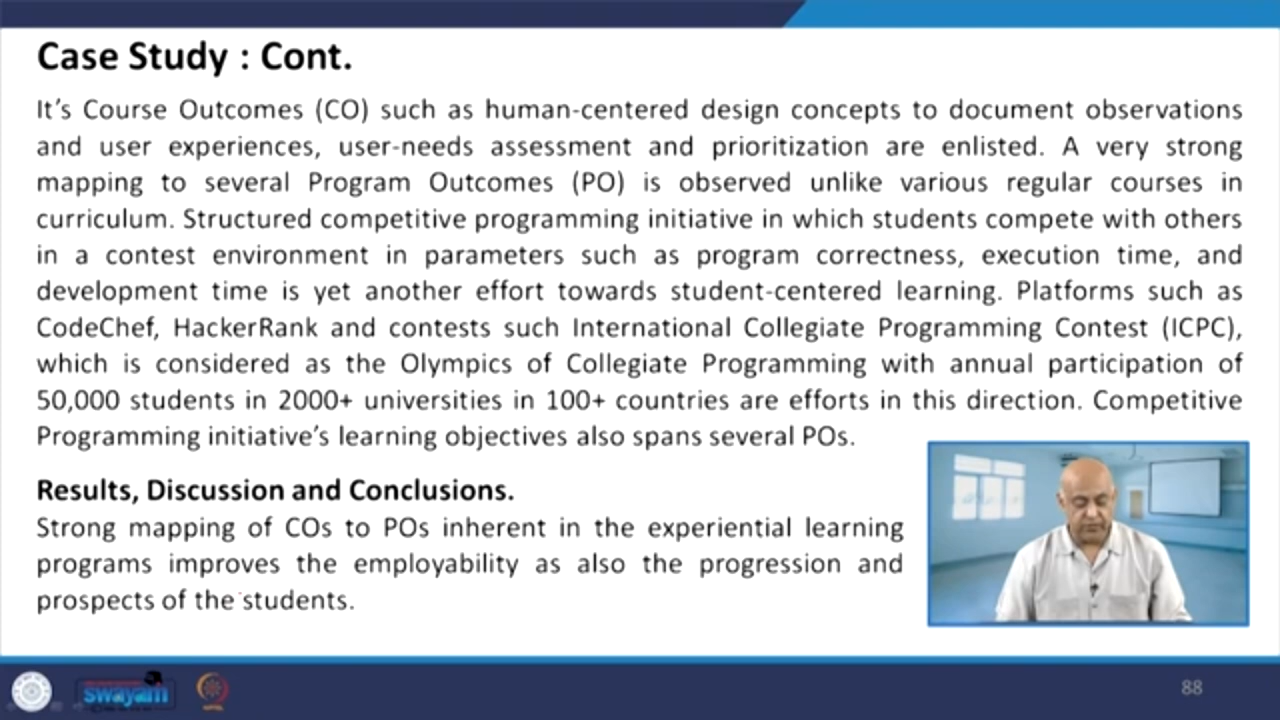 Case Study : Cont.
It's Course Outcomes (CO) such as human-centered design concepts to document observations
and user experiences, user-needs assessment and prioritization are enlisted. A very strong
mapping to several Program Outcomes (PO) is observed unlike various regular courses in
curriculum. Structured competitive programming initiative in which students compete with others
in a contest environment in parameters such as program correctness, execution time, and
development time is yet another effort towards student-centered learning. Platforms such as
CodeChef, HackerRank and contests such International Collegiate Programming Contest (ICPC),
which is considered as the Olympics of Collegiate Programming with annual participation of
50,000 students in 2000+ universities in 100+ countries are efforts in this direction. Competitive
Programming initiative's learning objectives also spans several POs.
Results, Discussion and Conclusions.
Strong mapping of COs to POs inherent in the experiential learning
programs improves the employability as also the progression and
prospects of the students.
swayam
88